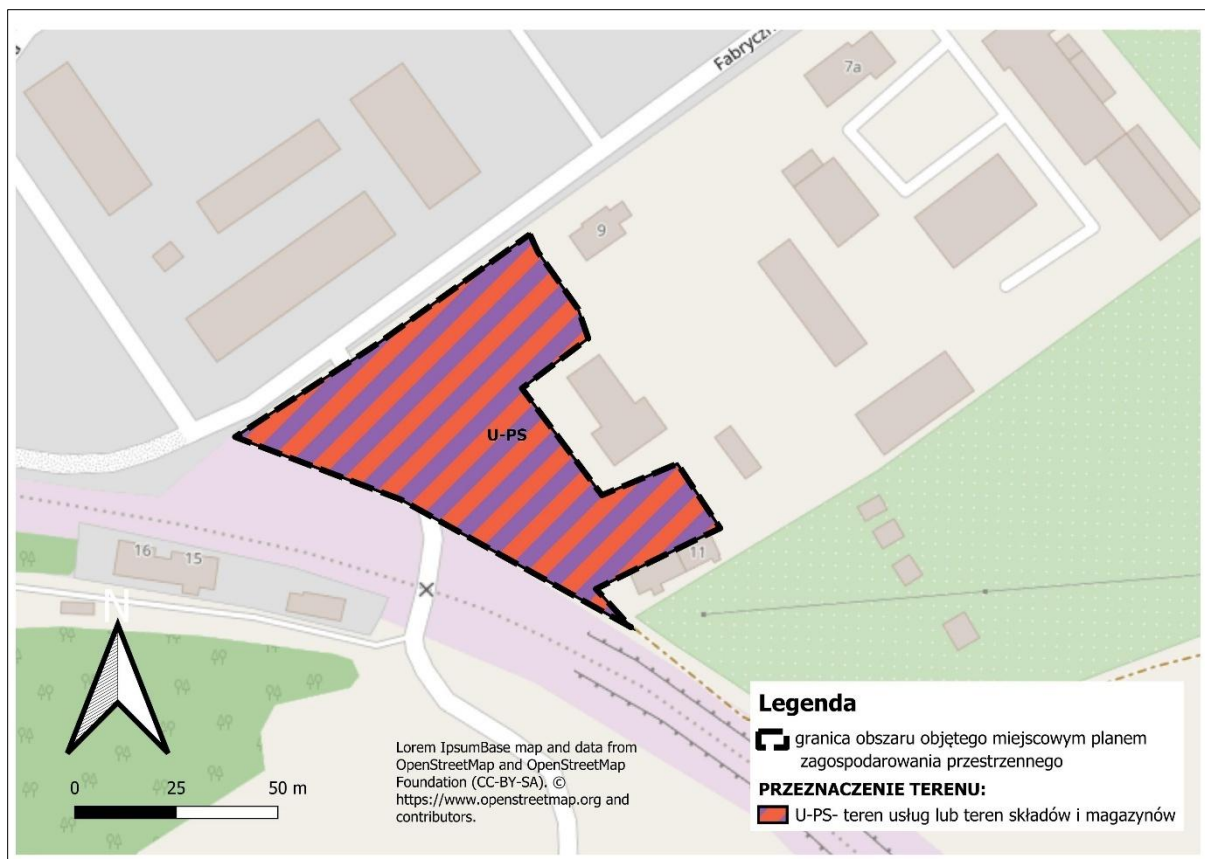 Fabryczn
7a
9
U-PS
11
16
15
N
0 25 50 m
Lorem IpsumBase map and data from
OpenStreetMap and OpenStreetMap
Foundation (CC-BY-SA). ©
https://www.openstreetmap.org and
contributors.
Legenda
granica obszaru objętego miejscowym planem
zagospodarowania przestrzennego
PRZEZNACZENIE TERENU:
U-PS- teren usług lub teren składów i magazynów